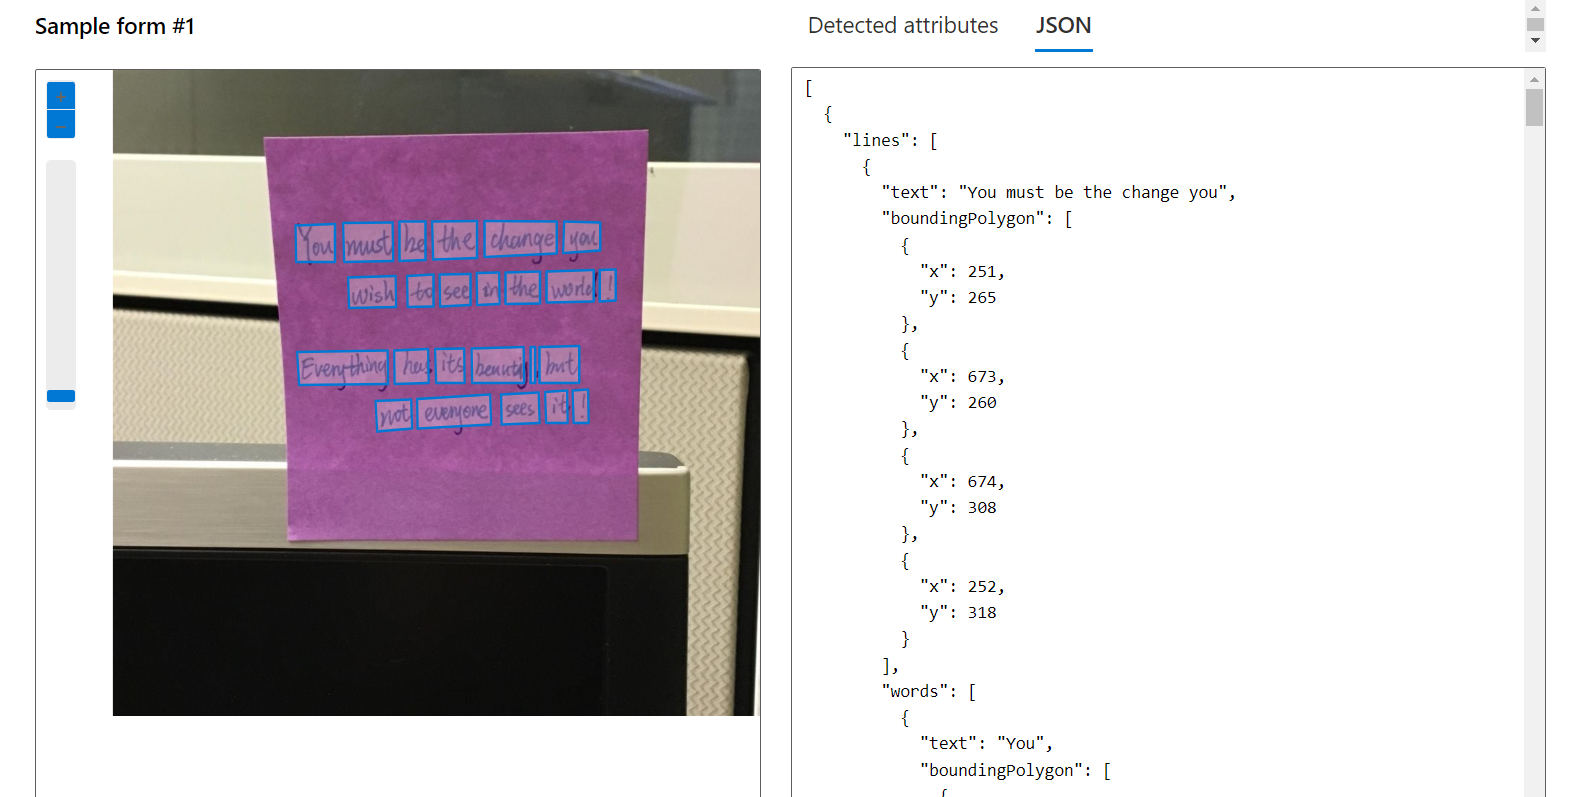 Sample form #1
Detected attributes
JSON
+
-
You must be the change you
wish to see in the world!
Everything has its beauty, but
not everyone sees it!
[
{
"lines": [
{
"text": "You must be the change you",
"boundingPolygon": [
{
"x": 251,
"y": 265
},
{
"x": 673,
"y": 260
},
{
"x": 674,
"y": 308
},
{
"x": 252,
"y": 318
}
],
"words": [
{
"text": "You",
"boundingPolygon": [
{